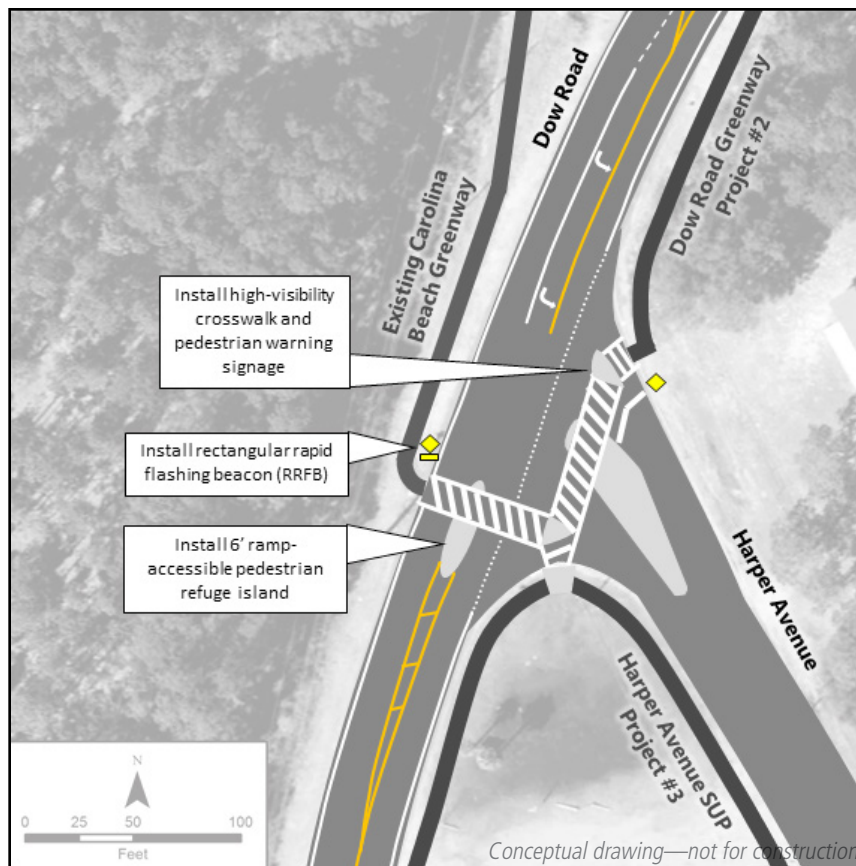 Dow Road
Dow Road Greenway
Project #2
Existing Carolina
Beach Greenway
Install high-visibility
crosswalk and
pedestrian warning
signage
Install rectangular rapid
flashing beacon (RRFB)
Install 6’ ramp-
accessible pedestrian
refuge island
Harper Avenue
Harper Avenue SUP
Project #3
N
0 25 50 100
Feet
Conceptual drawing—not for construction